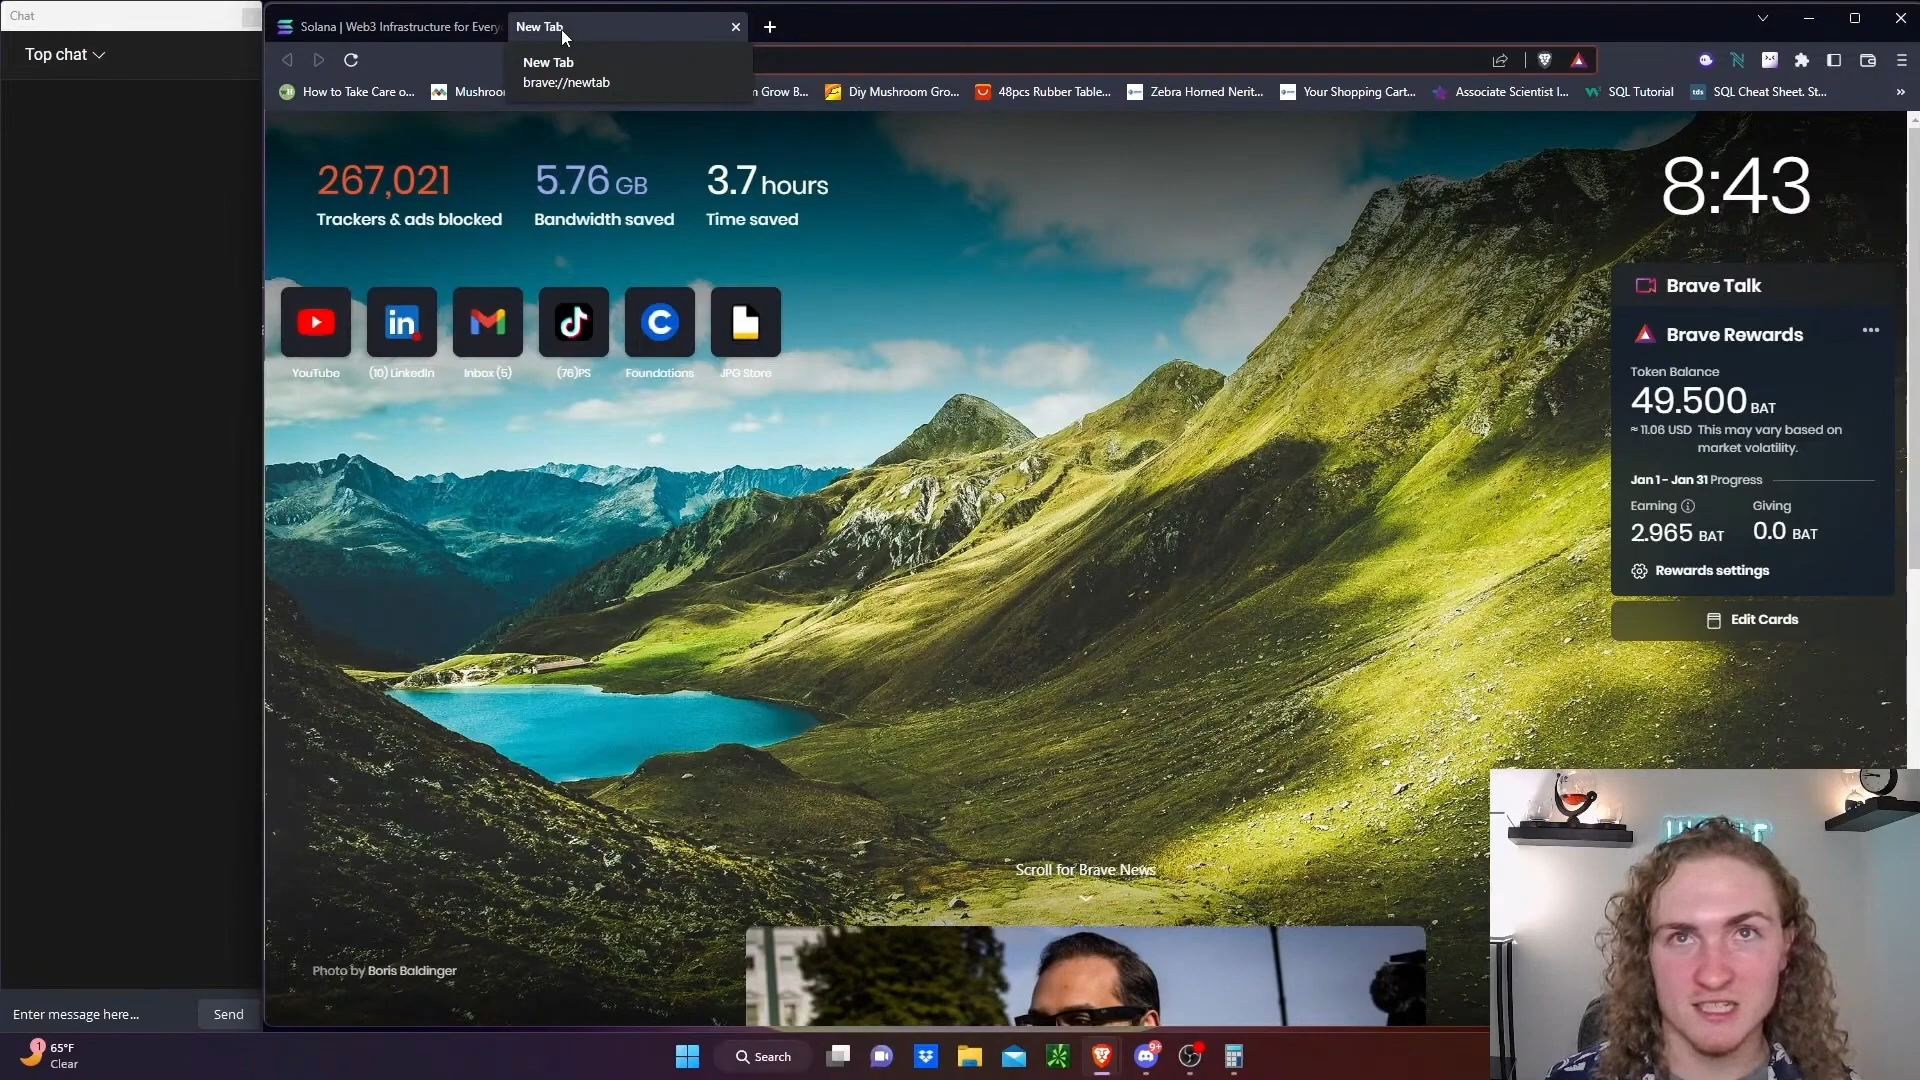 Chat
Top chat
Solana | Web3 Infrastructure for Every
New Tab
New Tab
brave://newtab
How to Take Care o...
Mushroo
m Grow B...
Diy Mushroom Gro...
48pcs Rubber Table...
Zebra Horned Nerit...
Your Shopping Cart...
Associate Scientist I...
SQL Tutorial
tds
SQL Cheat Sheet. St...
267,021
Trackers & ads blocked
5.76 GB
Bandwidth saved
3.7 hours
Time saved
8:43
YouTube
in
(10) LinkedIn
Inbox (5)
(76)PS
C
Foundations
JPG Store
Brave Talk
Brave Rewards
Token Balance
49.500 BAT
≈ 11.06 USD This may vary based on
market volatility.
Jan 1 - Jan 31 Progress
Earning
Giving
2.965 BAT
0.0 BAT
Rewards settings
Edit Cards
Scroll for Brave News
Photo by Boris Baldinger
Enter message here...
Send
1
65°F
Clear
Search
9+